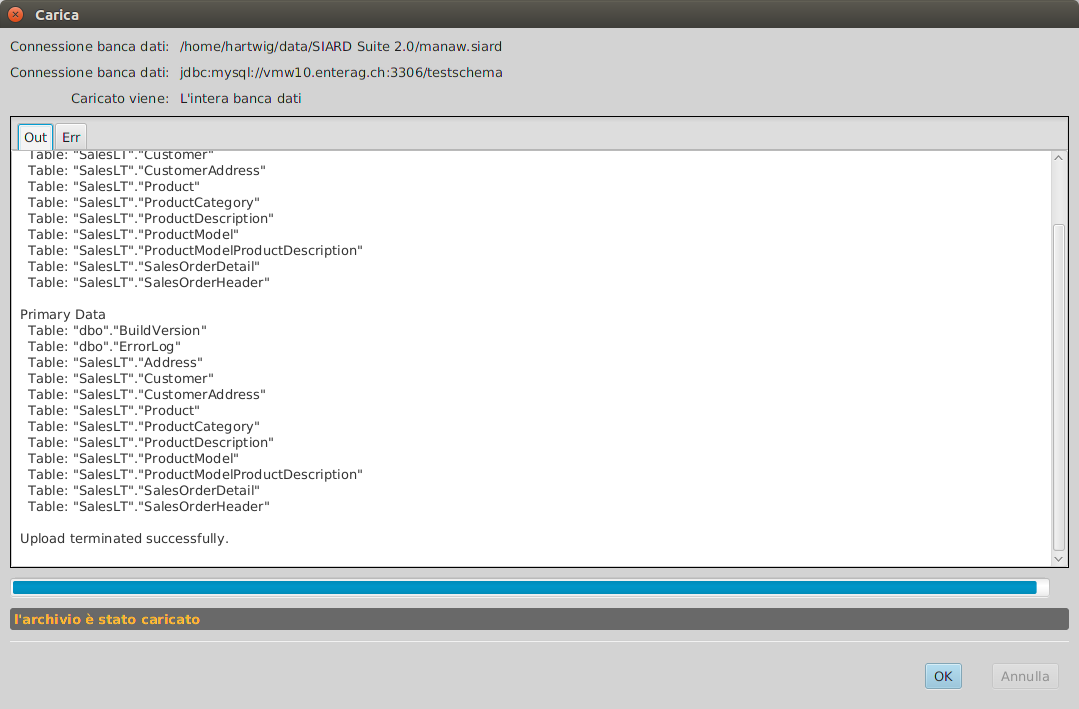 Carica
Connessione banca dati: /home/hartwig/data/SIARD Suite 2.0/manaw.siard
Connessione banca dati: jdbc:mysql://vmw10.enterag.ch:3306/testschema
Caricato viene: L'intera banca dati
Out Err
Table: "SalesLT"."Customer"
Table: "SalesLT"."CustomerAddress"
Table: "SalesLT"."Product"
Table: "SalesLT"."ProductCategory"
Table: "SalesLT"."ProductDescription"
Table: "SalesLT"."ProductModel"
Table: "SalesLT"."ProductModelProductDescription"
Table: "SalesLT"."SalesOrderDetail"
Table: "SalesLT"."SalesOrderHeader"
Primary Data
Table: "dbo"."BuildVersion"
Table: "dbo"."ErrorLog"
Table: "SalesLT"."Address"
Table: "SalesLT"."Customer"
Table: "SalesLT"."CustomerAddress"
Table: "SalesLT"."Product"
Table: "SalesLT"."ProductCategory"
Table: "SalesLT"."ProductDescription"
Table: "SalesLT"."ProductModel"
Table: "SalesLT"."ProductModelProductDescription"
Table: "SalesLT"."SalesOrderDetail"
Table: "SalesLT"."SalesOrderHeader"
Upload terminated successfully.
l'archivio è stato caricato
OK Annulla